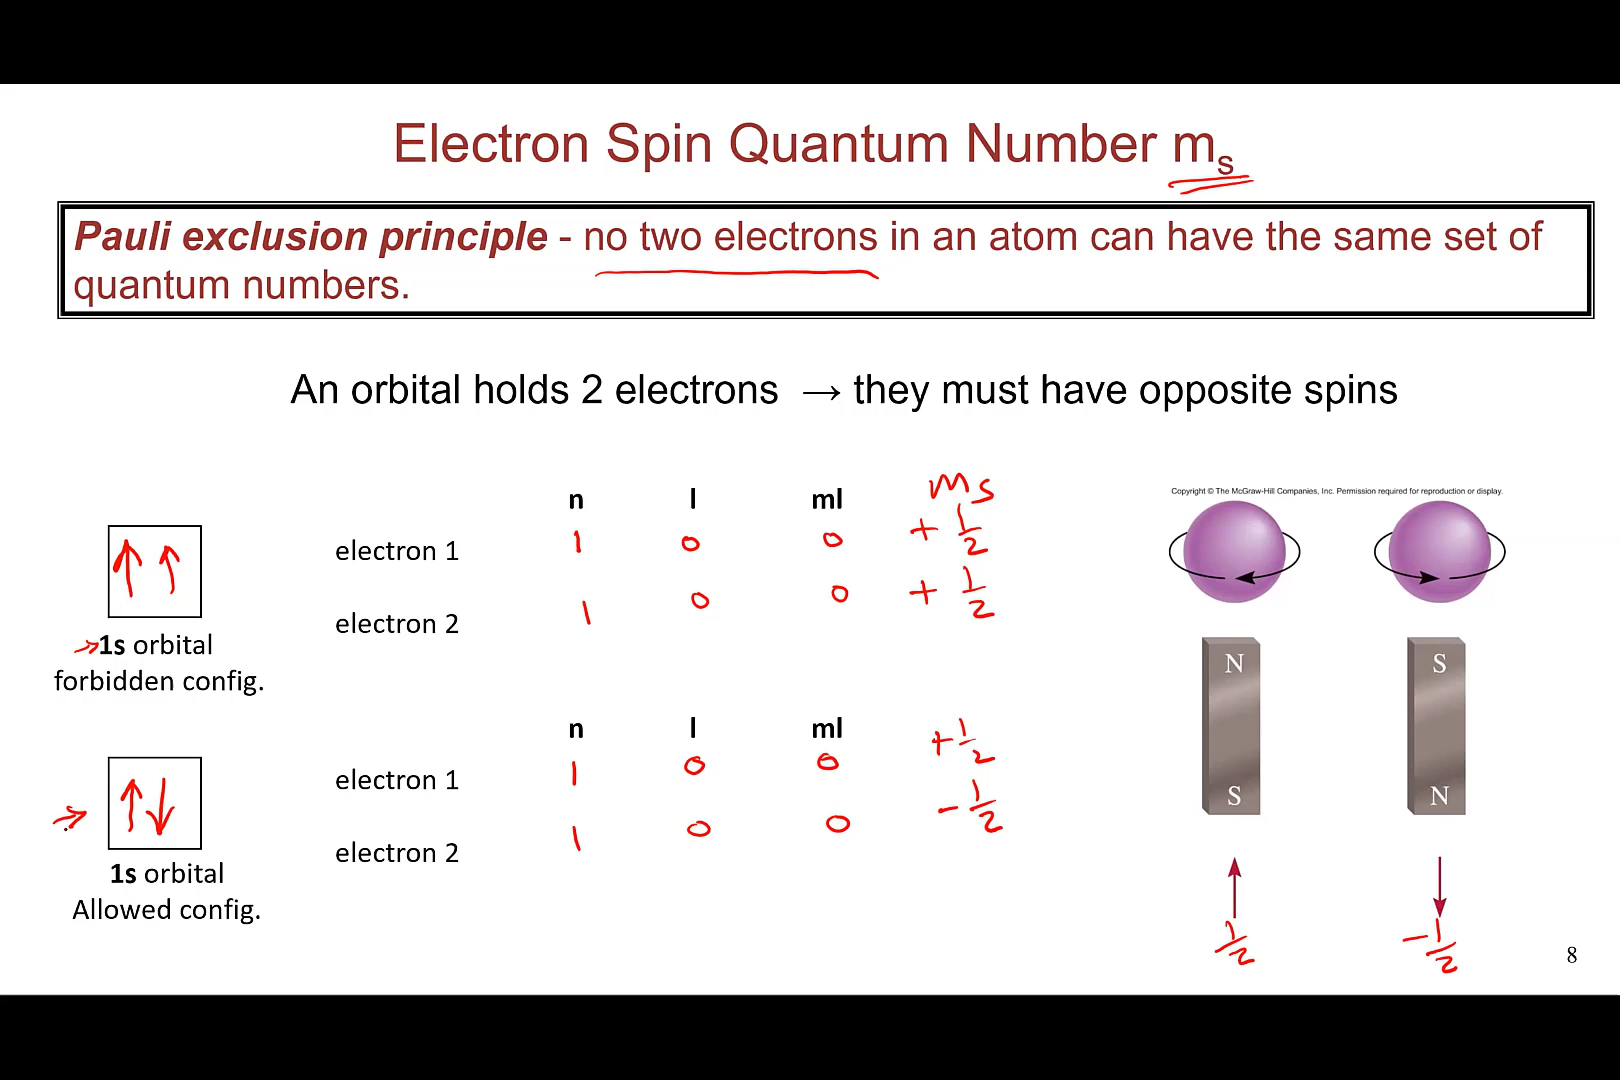 Electron Spin Quantum Number ms
Pauli exclusion principle - no two electrons in an atom can have the same set of
quantum numbers.
An orbital holds 2 electrons → they must have opposite spins
n l ml ms
electron 1 1 0 0 + 1/2
electron 2 1 0 0 + 1/2
1s orbital
forbidden config.
n l ml
electron 1 1 0 0 + 1/2
electron 2 1 0 0 - 1/2
1s orbital
Allowed config.
Copyright © The McGraw-Hill Companies, Inc. Permission required for reproduction or display.
N S
S N
1/2 -1/2
8